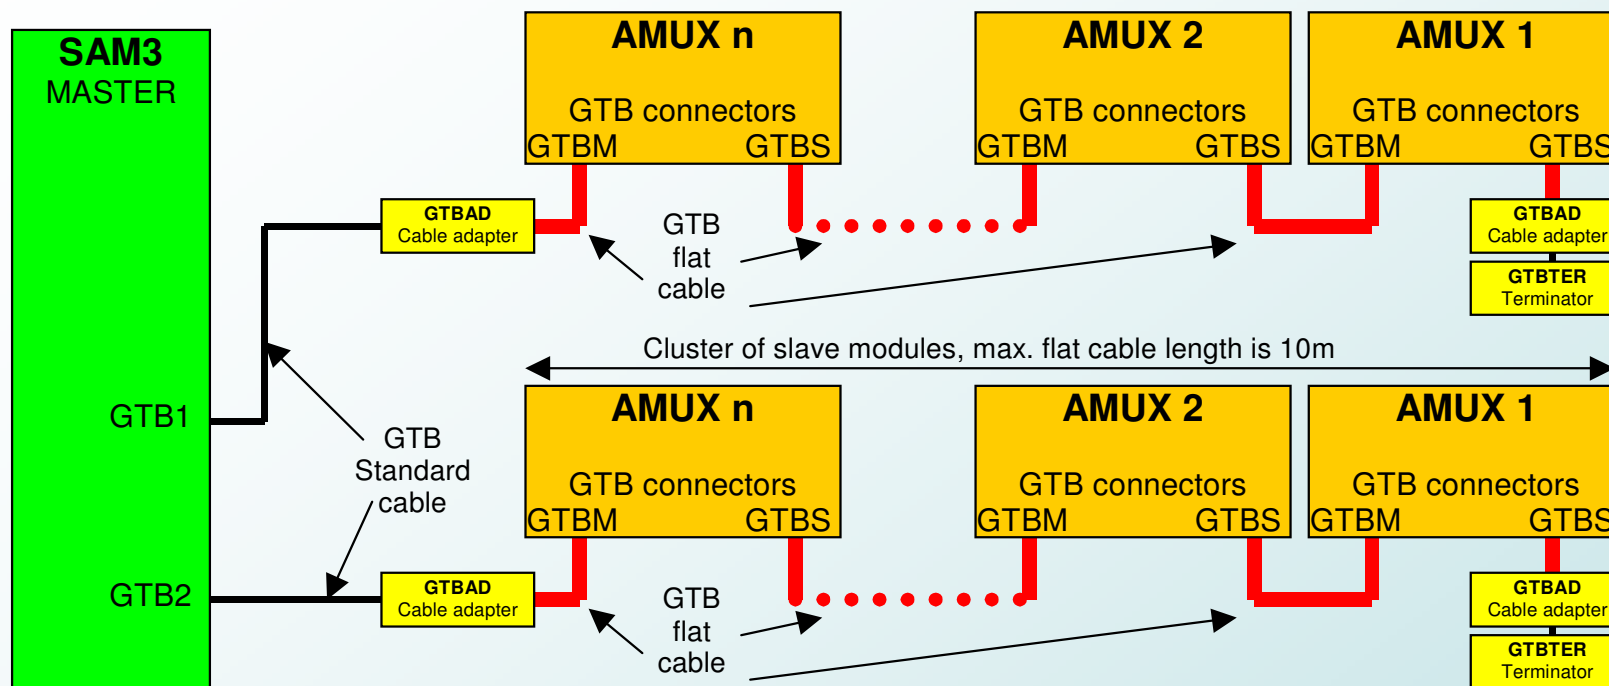 SAM3
MASTER
AMUX n
GTB connectors
GTBM GTBS
AMUX 2
GTB connectors
GTBM GTBS
AMUX 1
GTB connectors
GTBM GTBS
GTBAD
Cable adapter
GTB
flat
cable
GTBAD
Cable adapter
GTBTER
Terminator
Cluster of slave modules, max. flat cable length is 10m
GTB1
GTB
Standard
cable
AMUX n
GTB connectors
GTBM GTBS
AMUX 2
GTB connectors
GTBM GTBS
AMUX 1
GTB connectors
GTBM GTBS
GTB2
GTBAD
Cable adapter
GTB
flat
cable
GTBAD
Cable adapter
GTBTER
Terminator